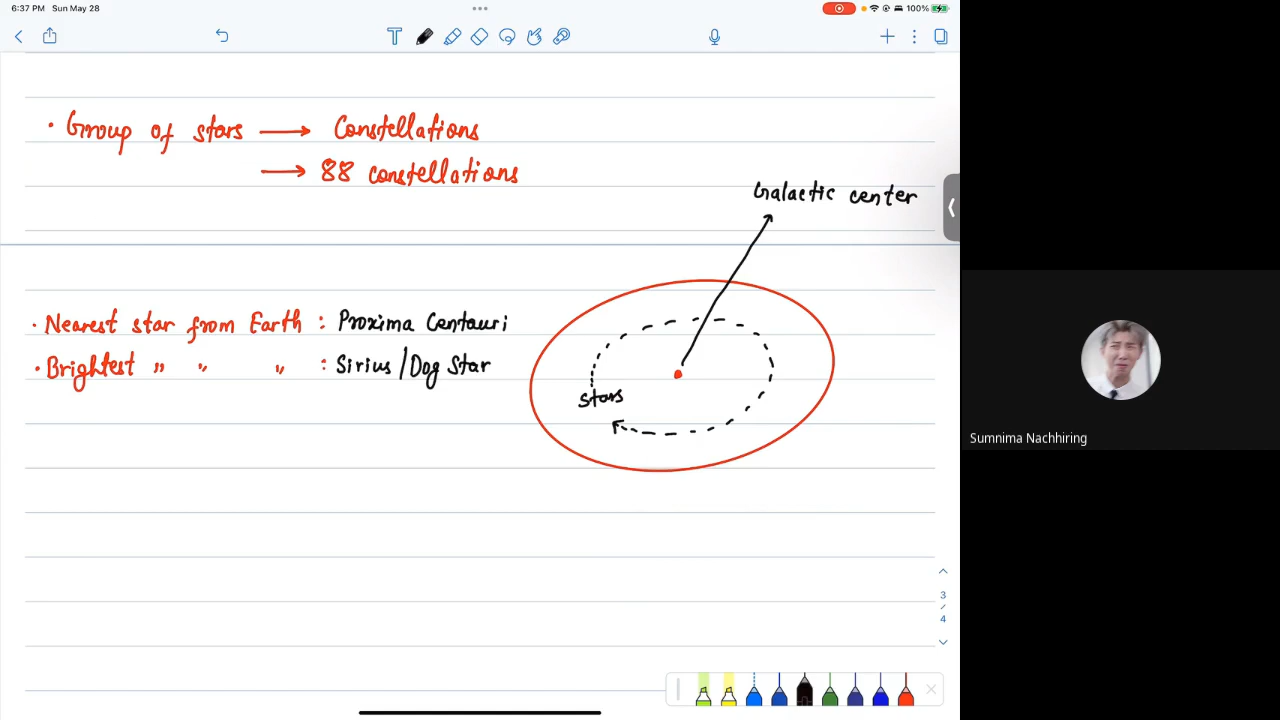 6:37 PM Sun May 28
100%
T
• Group of stars → Constellations
→ 88 constellations
Galactic center
• Nearest star from Earth : Proxima Centauri
• Brightest " " " : Sirius/Dog Star
stars
3
/
4
Sumnima Nachhiring